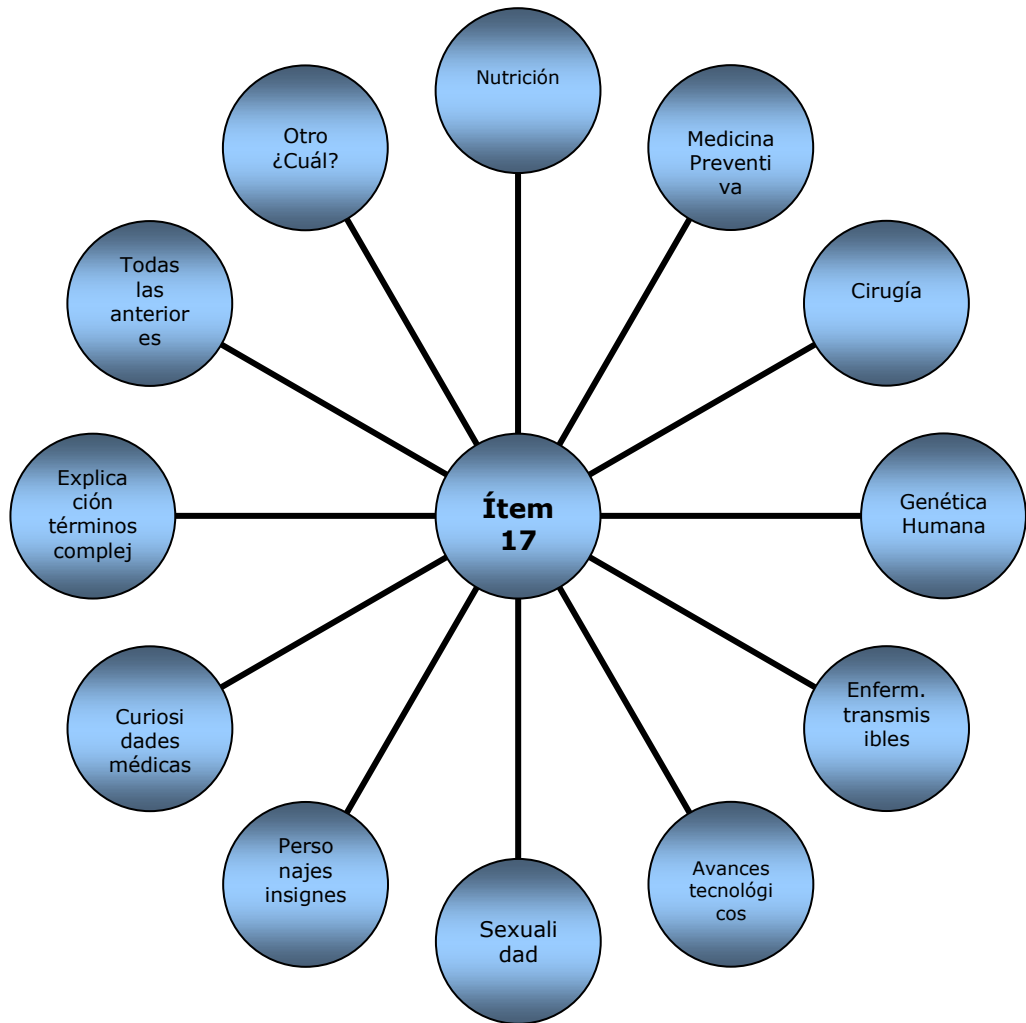 Nutrición
Medicina
Preventi
va
Cirugía
Genética
Humana
Enferm.
transmis
ibles
Avances
tecnológi
cos
Sexuali
dad
Perso
najes
insignes
Curiosi
dades
médicas
Explica
ción
términos
complej
Todas
las
anterior
es
Otro
¿Cuál?
Ítem
17